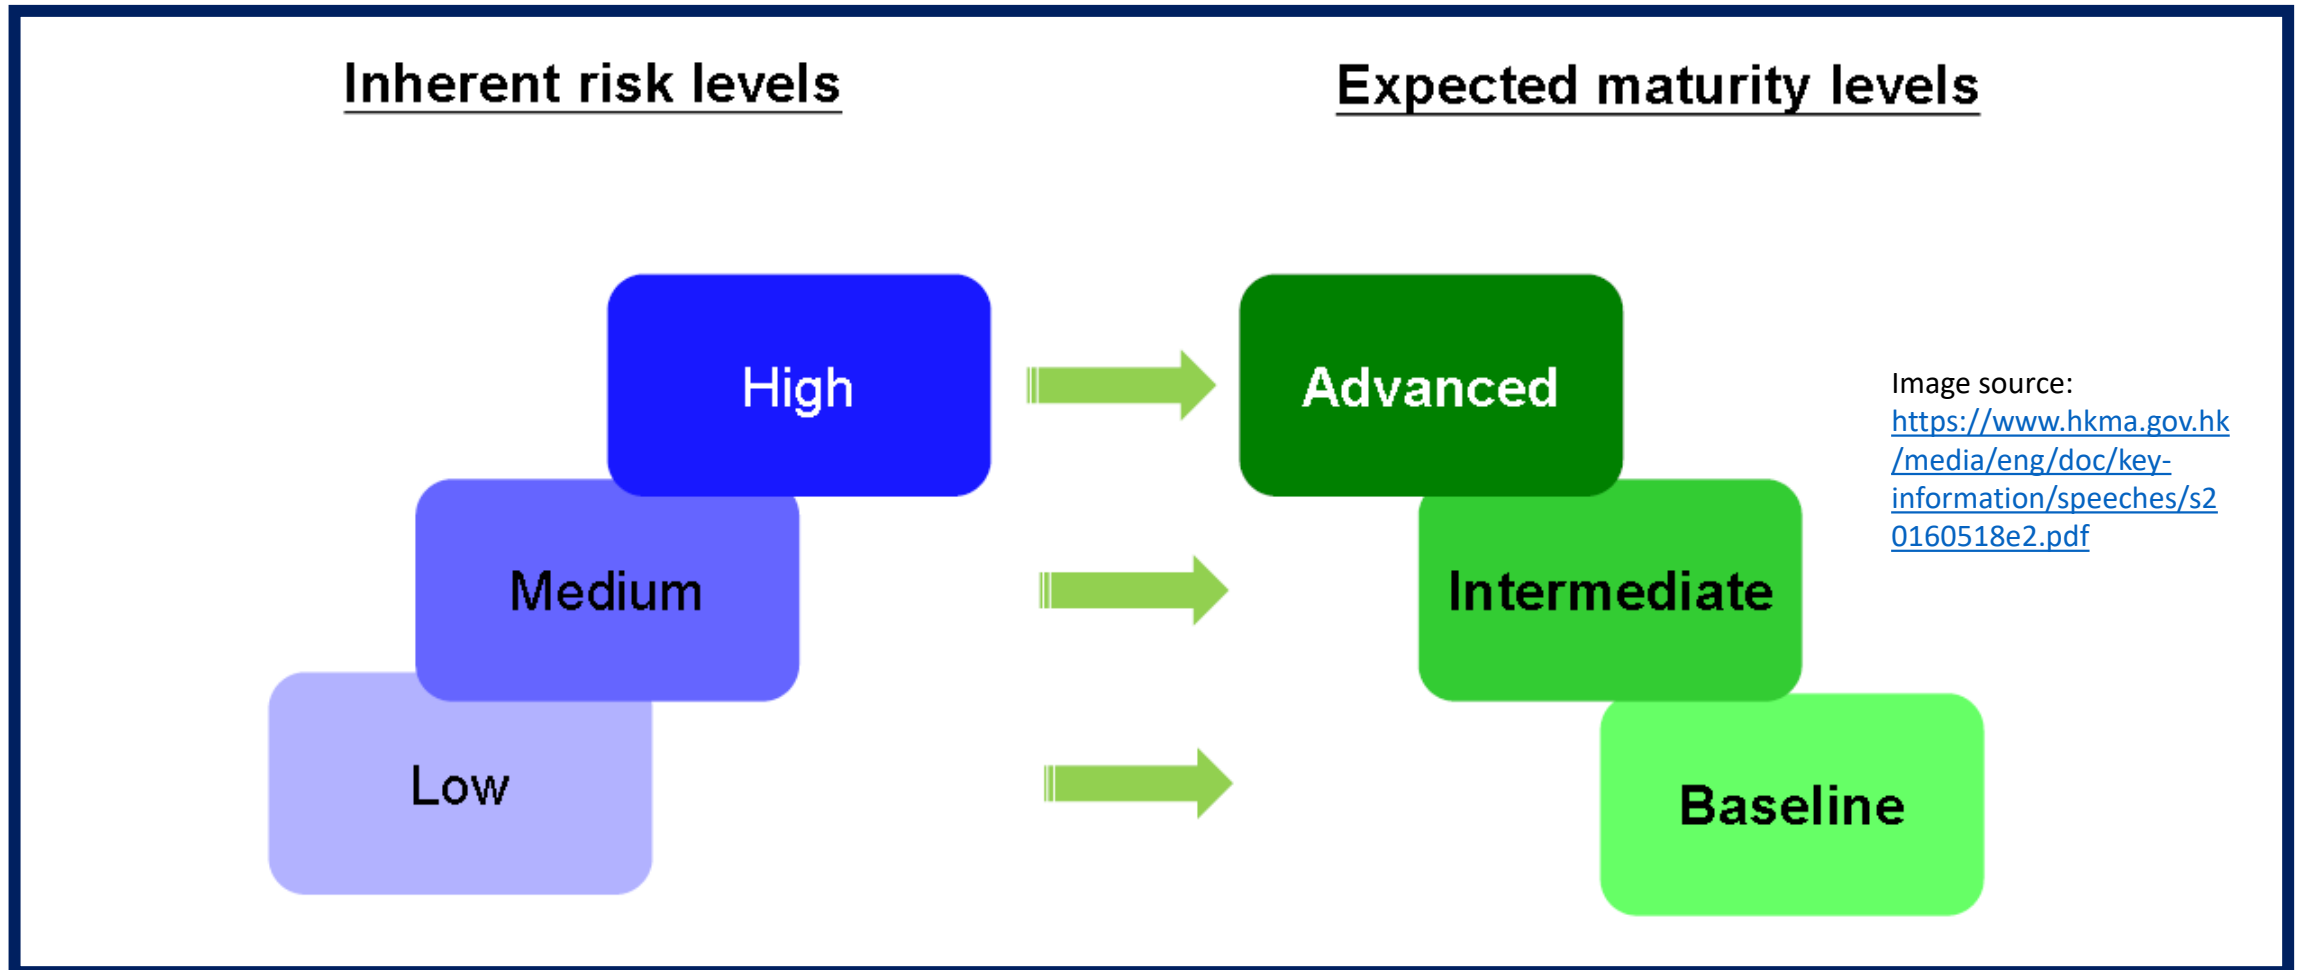 Inherent risk levels
Expected maturity levels
High
Advanced
Image source:
https://www.hkma.gov.hk
/media/eng/doc/key-
information/speeches/s2
0160518e2.pdf
Medium
Intermediate
Low
Baseline